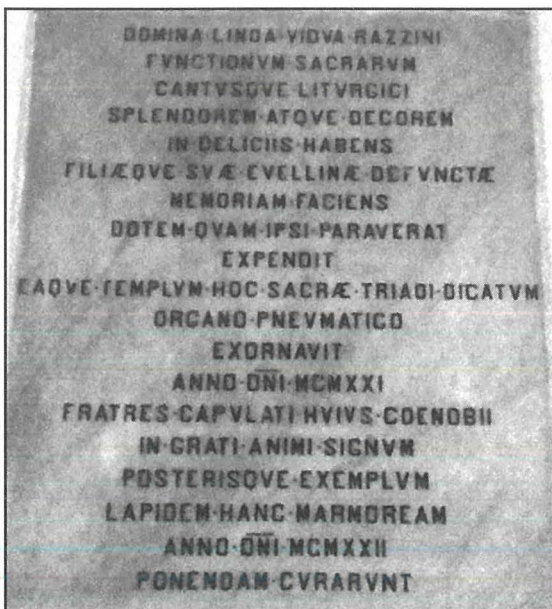 DOMINA·LINDA·VIDVA·RAZZINI
FVNCTIONVM·SACRARVM
CANTVSQVE·LITVRGICI
SPLENDOREM·ATQVE·DECOREM
IN·DELICIIS·HABENS
FILIÆQVE·SVÆ·EVELLINÆ·DEFVNCTÆ
MEMORIAM·FACIENS
DOTEM·QVAM·IPSI·PARAVERAT
EXPENDIT
EAQVE·TEMPLVM·HOC·SACRÆ·TRIADI·DICATVM
ORGANO·PNEVMATICO
EXORNAVIT
ANNO·DN̅I·MCMXXI
FRATRES·CAPVLATI·HVIVS·COENOBII
IN·GRATI·ANIMI·SIGNVM
POSTERISQVE·EXEMPLVM
LAPIDEM·HANC·MARMOREAM
ANNO·DN̅I·MCMXXII
PONENDAM·CVRARVNT